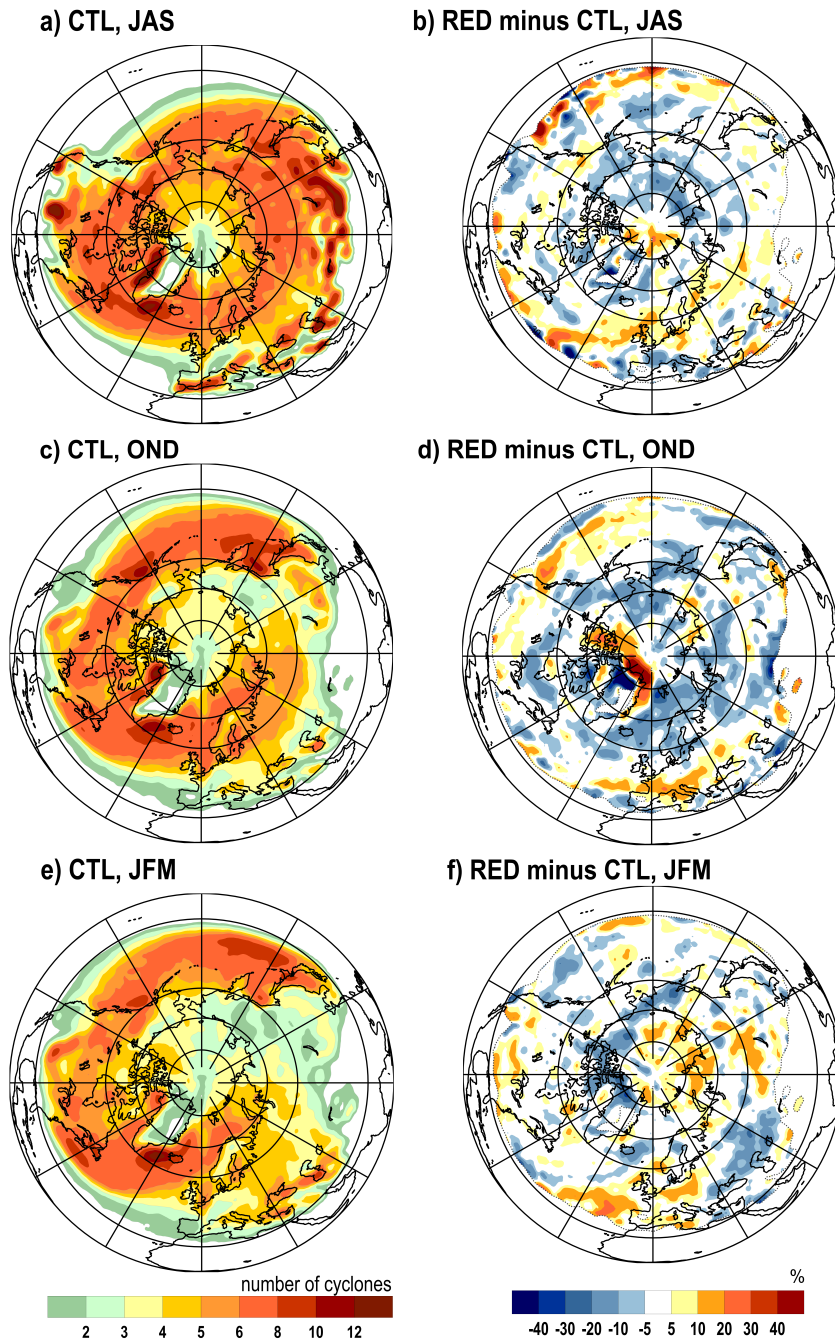 a) CTL, JAS
b) RED minus CTL, JAS
c) CTL, OND
d) RED minus CTL, OND
e) CTL, JFM
f) RED minus CTL, JFM
number of cyclones
2 3 4 5 6 8 10 12
%
-40 -30 -20 -10 -5 5 10 20 30 40